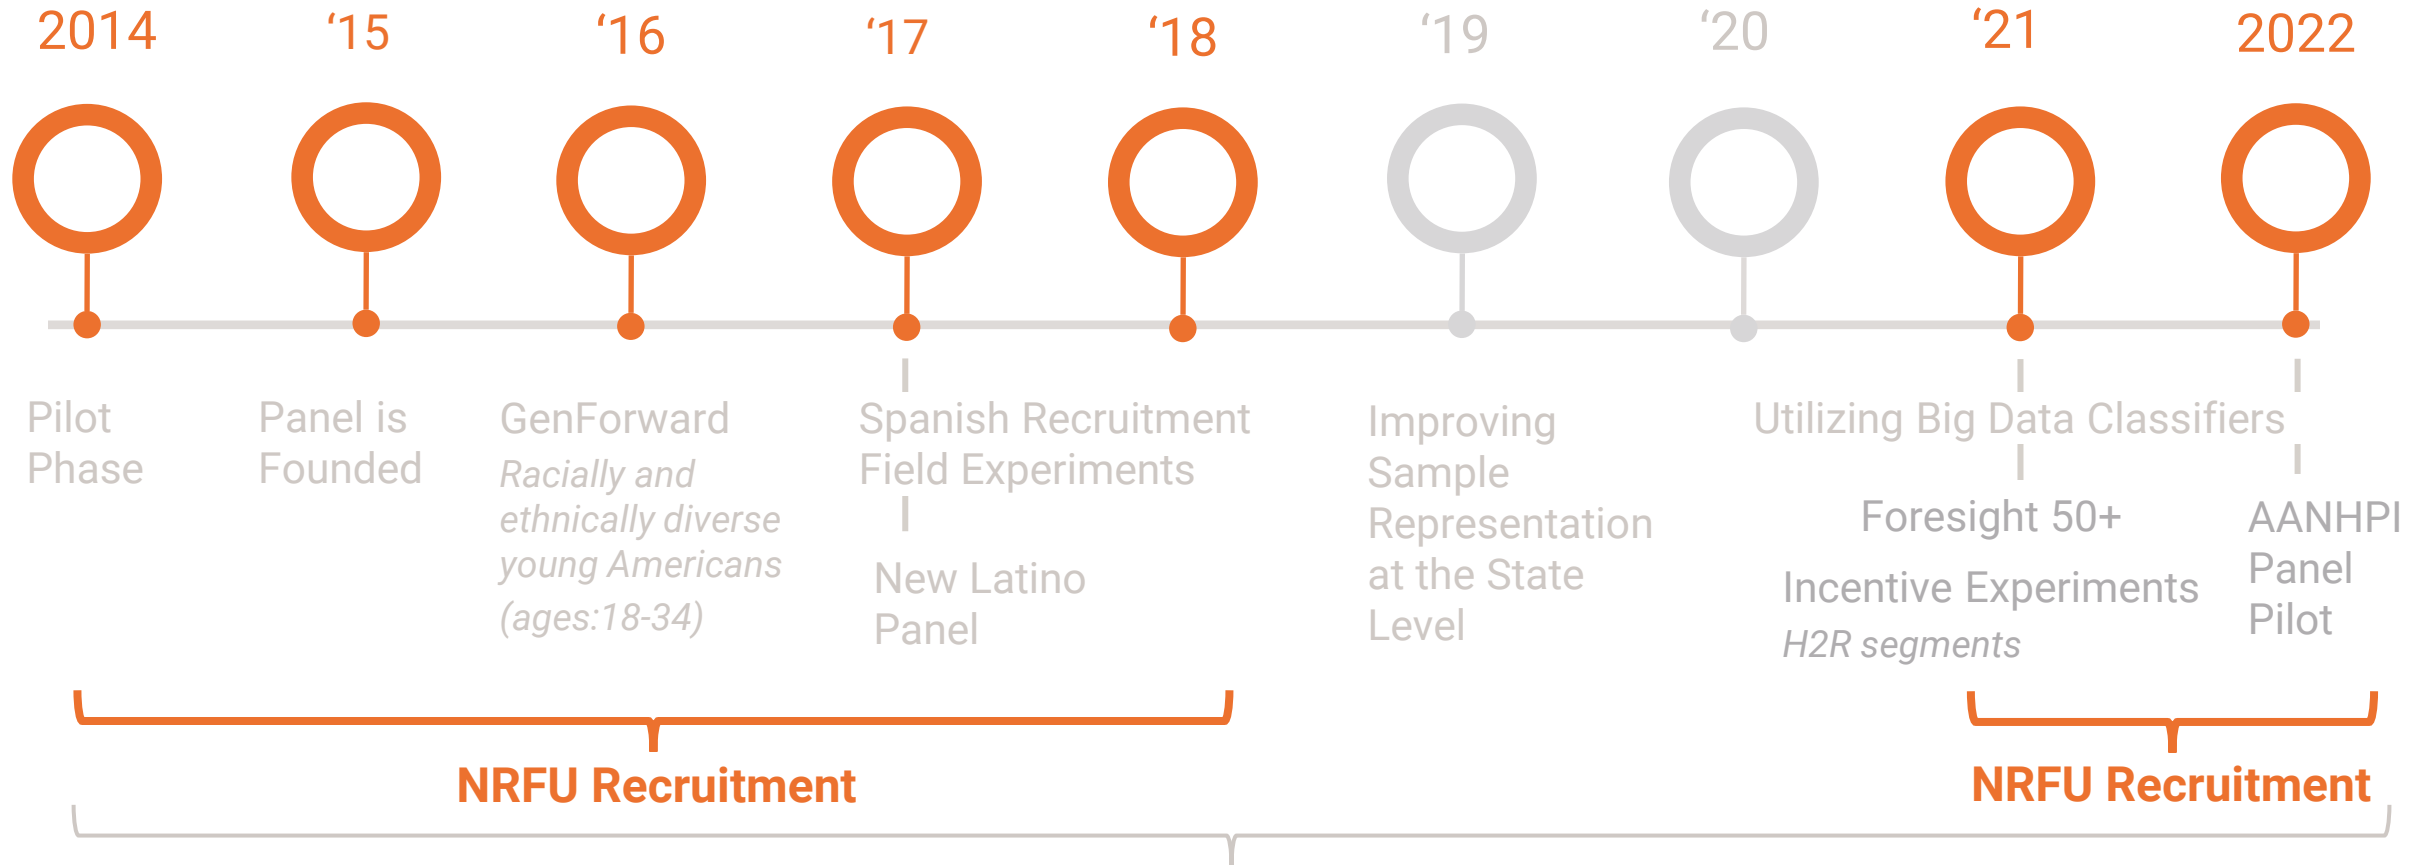 2014
‘15
‘16
‘17
‘18
‘19
‘20
‘21
2022
Pilot
Phase
Panel is
Founded
GenForward
Racially and
ethnically diverse
young Americans
(ages:18-34)
Spanish Recruitment
Field Experiments
New Latino
Panel
Improving
Sample
Representation
at the State
Level
Utilizing Big Data Classifiers
Foresight 50+
Incentive Experiments
H2R segments
AANHPI
Panel
Pilot
NRFU Recruitment
NRFU Recruitment